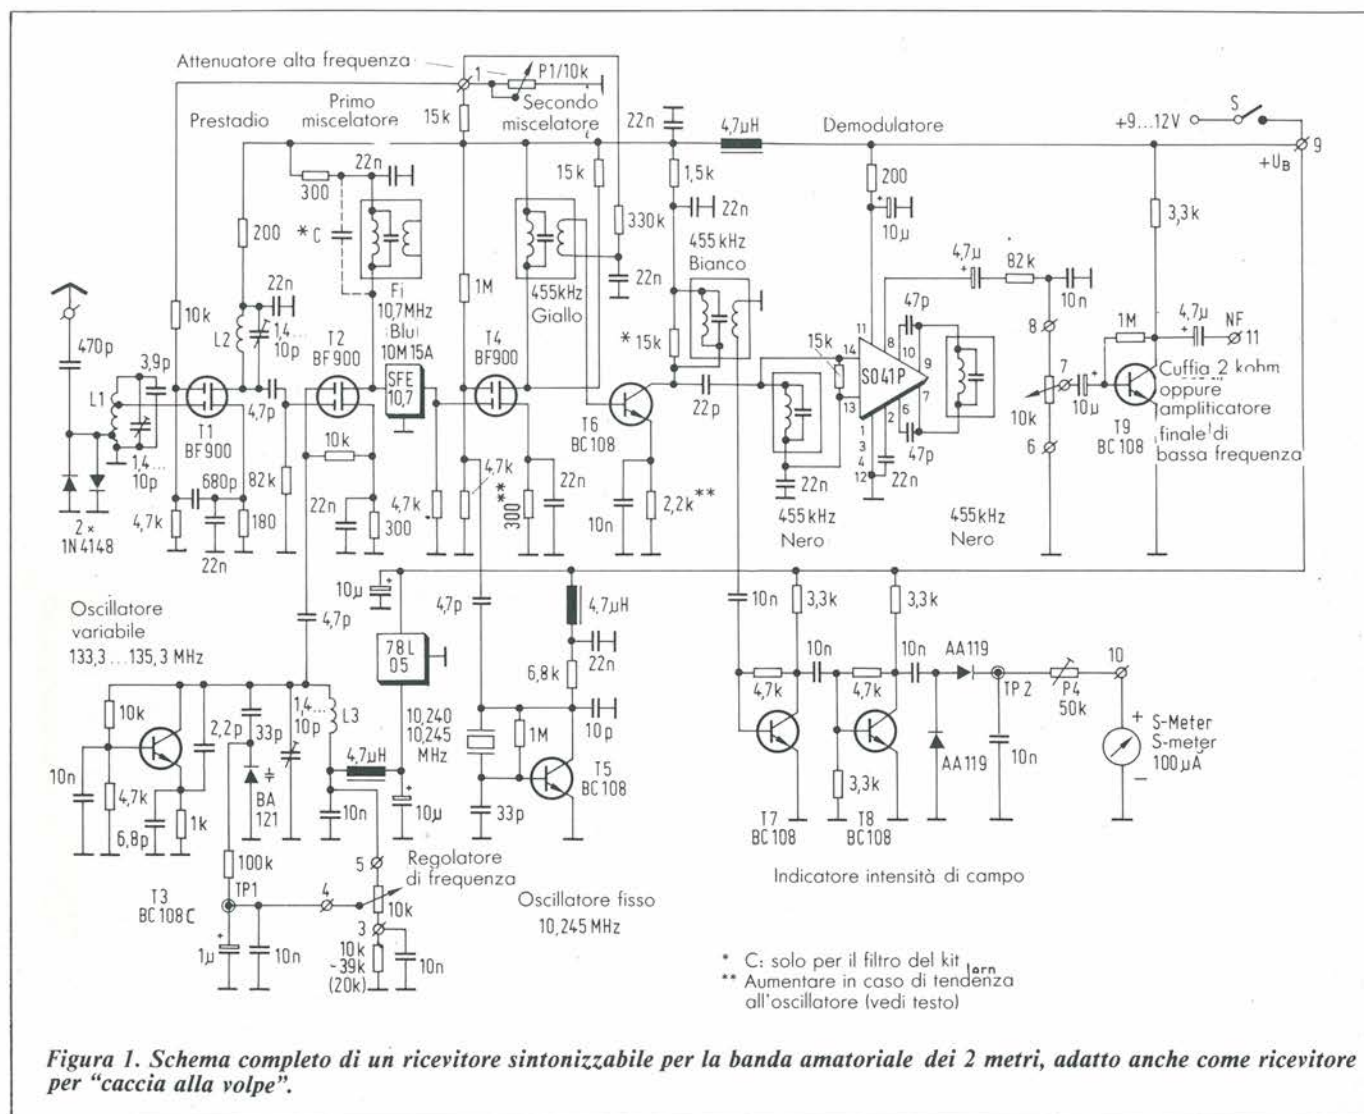 Attenuatore alta frequenza
1
P1/10k
15k
Prestadio
Primo
miscelatore
Secondo
miscelatore
22n
4,7µH
Demodulatore
+9...12V
S
9
+UB
300
22n
15k
1,5k
200
10µ
3,3k
200
* C
22n
330k
22n
455kHz
Bianco
4,7µ
82k
10n
22n
10k
L2
1,4...
10p
Fi
10,7MHz
Blu
10M15A
1M
455kHz
Giallo
* 15k
15k
47p
11
8
10
9
14
13
SO41P
7
6
2
1
3
4
12
47p
22n
8
7
10k
6
10µ
1M
4,7µ
NF
11
Cuffia 2 kohm
oppure
amplificatore
finale di
bassa frequenza
T9
BC108
470p
3,9p
L1
1,4...
10p
T1
BF900
4,7p
T2
BF900
SFE
10,7
T4
BF900
T6
BC108
22p
22n
455kHz
Nero
455kHz
Nero
2 ×
1N4148
4,7k
680p
22n
180
82k
10k
22n
300
4,7k
4,7k
**
300
22n
10n
2,2k**
Oscillatore
variabile
133,3...135,3 MHz
4,7p
10µ
78L
05
4,7p
4,7µH
22n
6,8k
10p
10n
3,3k
3,3k
10n
10n
AA119
TP2
P4
50k
10
4,7k
4,7k
10k
2,2p
33p
1,4...
10p
L3
4,7µH
10,240
10,245
MHz
1M
T5
BC108
33p
10n
4,7k
6,8p
1k
BA
121
10n
10µ
T7
BC108
3,3k
T8
BC108
AA119
10n
+
S-Meter
S-meter
100µA
−
100k
T3
BC108C
TP1
4
5
Regolatore
di frequenza
10k
3
10k
-39k
(20k)
10n
1µ
10n
Oscillatore fisso
10,245MHz
Indicatore intensità di campo
* C: solo per il filtro del kit
** Aumentare in caso di tendenza
all'oscillatore (vedi testo)
Figura 1. Schema completo di un ricevitore sintonizzabile per la banda amatoriale dei 2 metri, adatto anche come ricevitore
per “caccia alla volpe”.